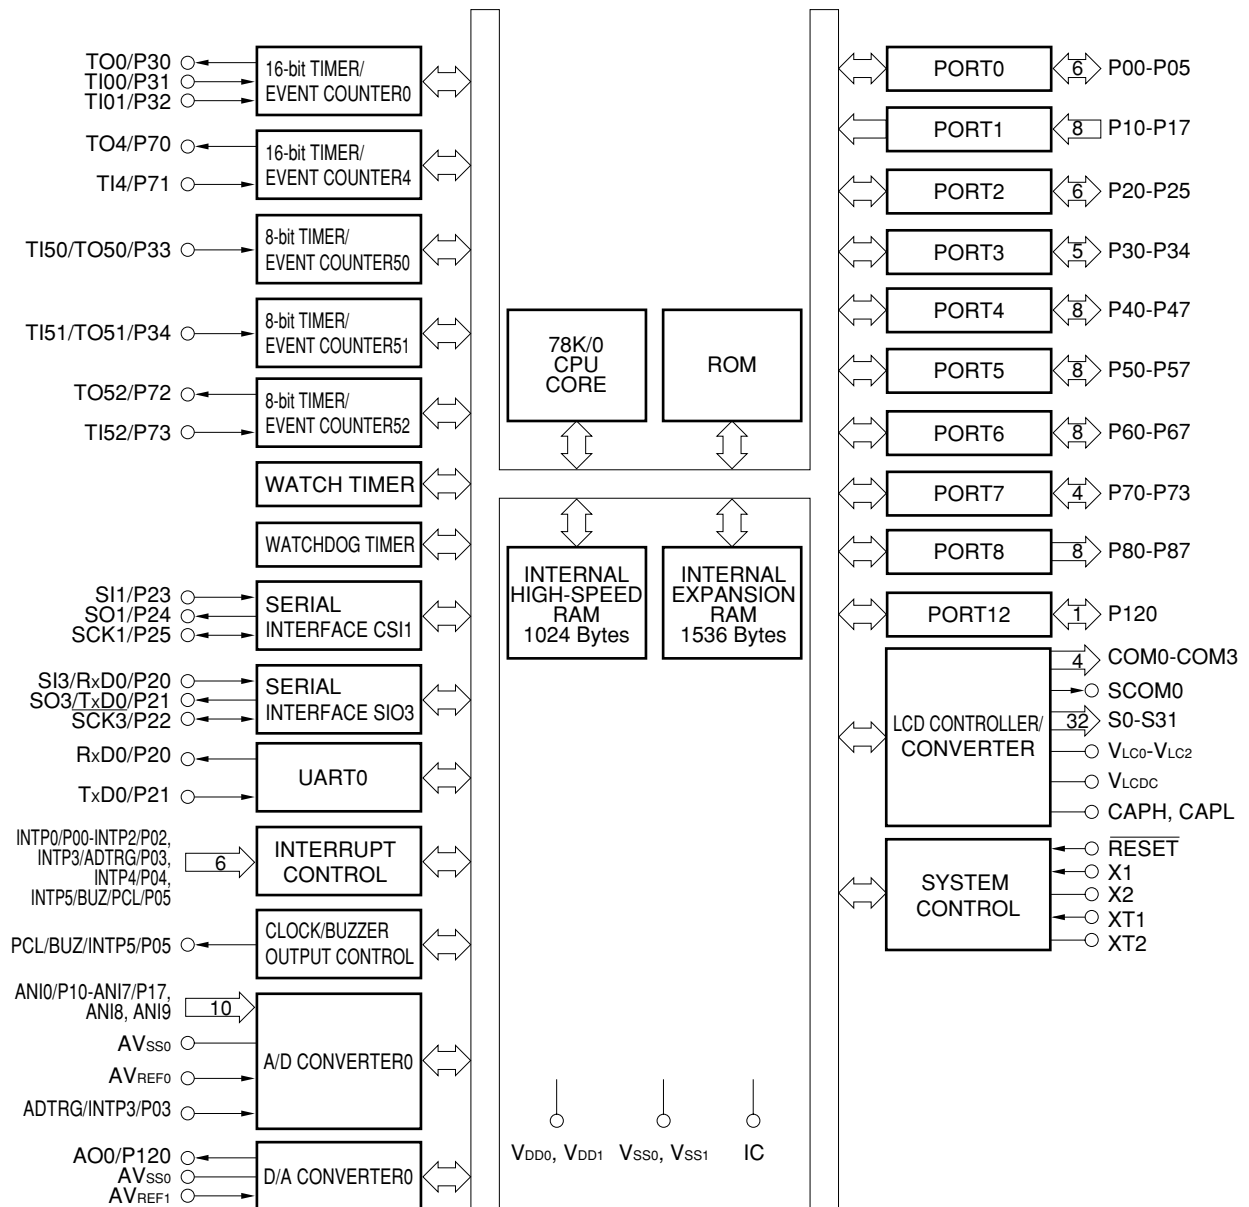 TO0/P30
TI00/P31
TI01/P32
16-bit TIMER/
EVENT COUNTER0
TO4/P70
TI4/P71
16-bit TIMER/
EVENT COUNTER4
TI50/TO50/P33
8-bit TIMER/
EVENT COUNTER50
TI51/TO51/P34
8-bit TIMER/
EVENT COUNTER51
TO52/P72
TI52/P73
8-bit TIMER/
EVENT COUNTER52
WATCH TIMER
WATCHDOG TIMER
SI1/P23
SO1/P24
SCK1/P25
SERIAL
INTERFACE CSI1
SI3/RxD0/P20
SO3/TxD0/P21
SCK3/P22
SERIAL
INTERFACE SIO3
RxD0/P20
TxD0/P21
UART0
INTP0/P00-INTP2/P02,
INTP3/ADTRG/P03,
INTP4/P04,
INTP5/BUZ/PCL/P05
6
INTERRUPT
CONTROL
PCL/BUZ/INTP5/P05
CLOCK/BUZZER
OUTPUT CONTROL
ANI0/P10-ANI7/P17,
ANI8, ANI9
10
AVSS0
AVREF0
ADTRG/INTP3/P03
A/D CONVERTER0
AO0/P120
AVSS0
AVREF1
D/A CONVERTER0
78K/0
CPU
CORE
ROM
INTERNAL
HIGH-SPEED
RAM
1024 Bytes
INTERNAL
EXPANSION
RAM
1536 Bytes
VDD0, VDD1
VSS0, VSS1
IC
PORT0
6
P00-P05
PORT1
8
P10-P17
PORT2
6
P20-P25
PORT3
5
P30-P34
PORT4
8
P40-P47
PORT5
8
P50-P57
PORT6
8
P60-P67
PORT7
4
P70-P73
PORT8
8
P80-P87
PORT12
1
P120
LCD CONTROLLER/
CONVERTER
4
COM0-COM3
SCOM0
32
S0-S31
VLC0-VLC2
VLCDC
CAPH, CAPL
SYSTEM
CONTROL
RESET
X1
X2
XT1
XT2